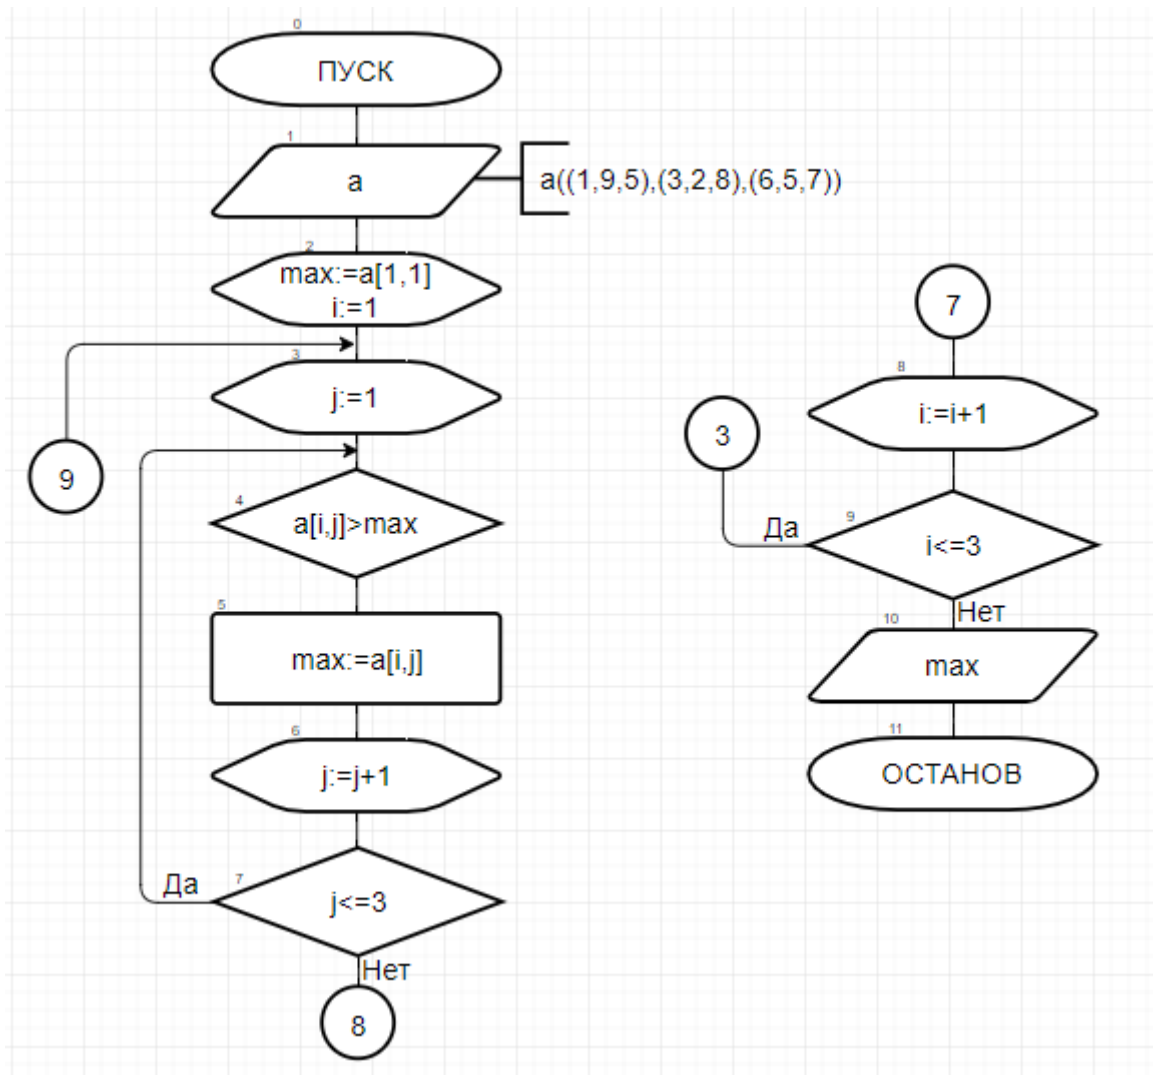 0
ПУСК
1
a
a((1,9,5),(3,2,8),(6,5,7))
2
max:=a[1,1]
i:=1
3
j:=1
9
4
a[i,j]>max
5
max:=a[i,j]
6
j:=j+1
7
Да
j<=3
Нет
8
7
8
i:=i+1
3
9
Да
i<=3
Нет
10
max
11
ОСТАНОВ